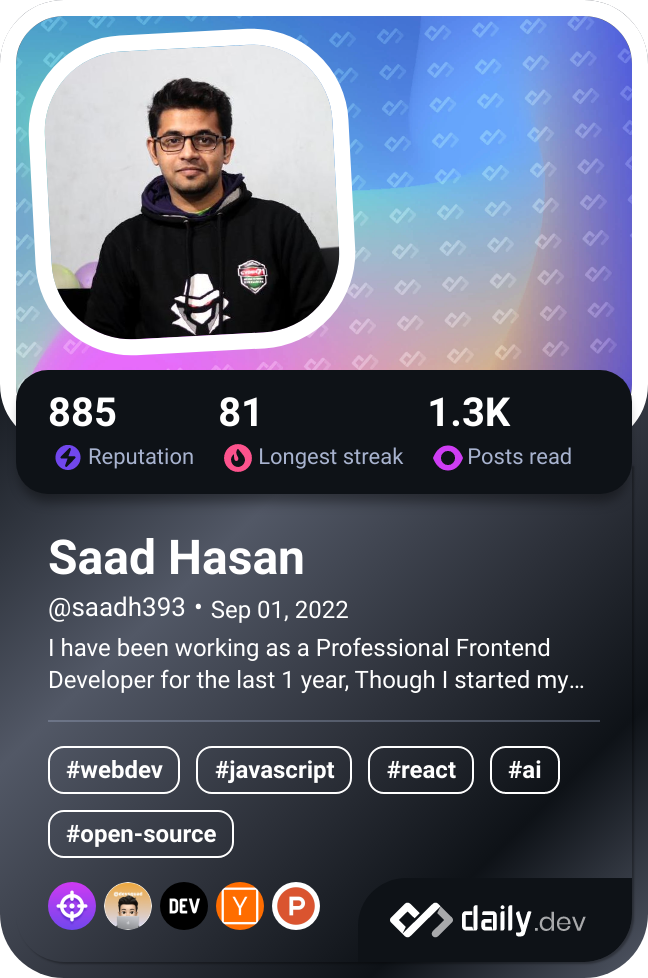 885
81
1.3K
Reputation
Longest streak
Posts read
Saad Hasan
@saadh393 • Sep 01, 2022
I have been working as a Professional Frontend
Developer for the last 1 year, Though I started my…
#webdev
#javascript
#react
#ai
#open-source
DEV
Y
P
daily.dev